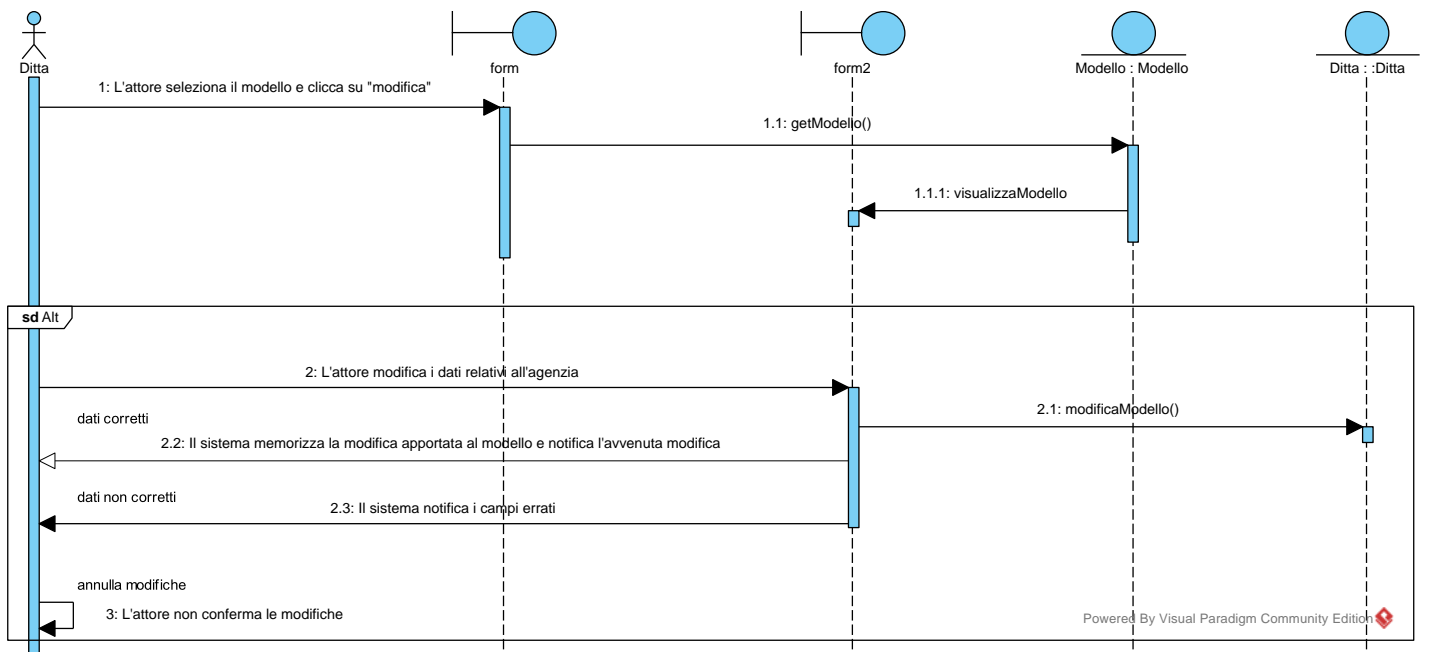 Ditta
form
form2
Modello : Modello
Ditta : :Ditta
1: L'attore seleziona il modello e clicca su "modifica"
1.1: getModello()
1.1.1: visualizzaModello
sd Alt
2: L'attore modifica i dati relativi all'agenzia
2.1: modificaModello()
dati corretti
2.2: Il sistema memorizza la modifica apportata al modello e notifica l'avvenuta modifica
dati non corretti
2.3: Il sistema notifica i campi errati
annulla modifiche
3: L'attore non conferma le modifiche
Powered By Visual Paradigm Community Edition